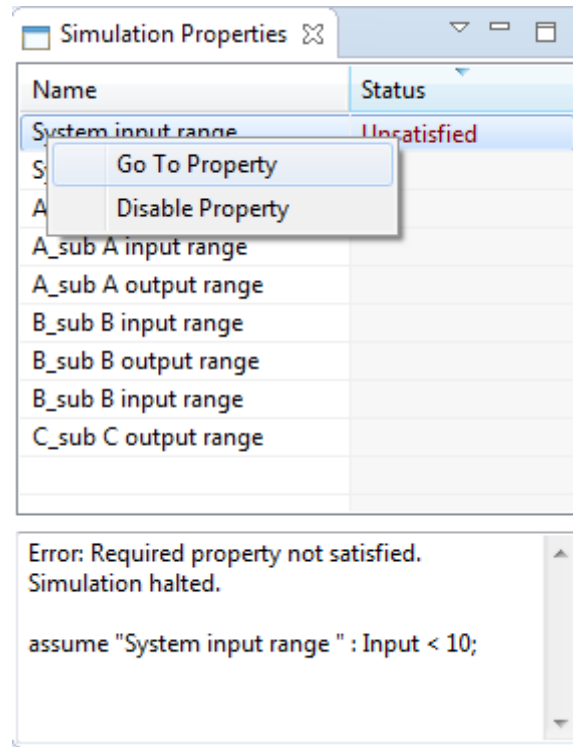 Simulation Properties
Name Status
System input range Unsatisfied
Go To Property
Disable Property
A_sub A input range
A_sub A output range
B_sub B input range
B_sub B output range
B_sub B input range
C_sub C output range
Error: Required property not satisfied.
Simulation halted.
assume "System input range " : Input < 10;